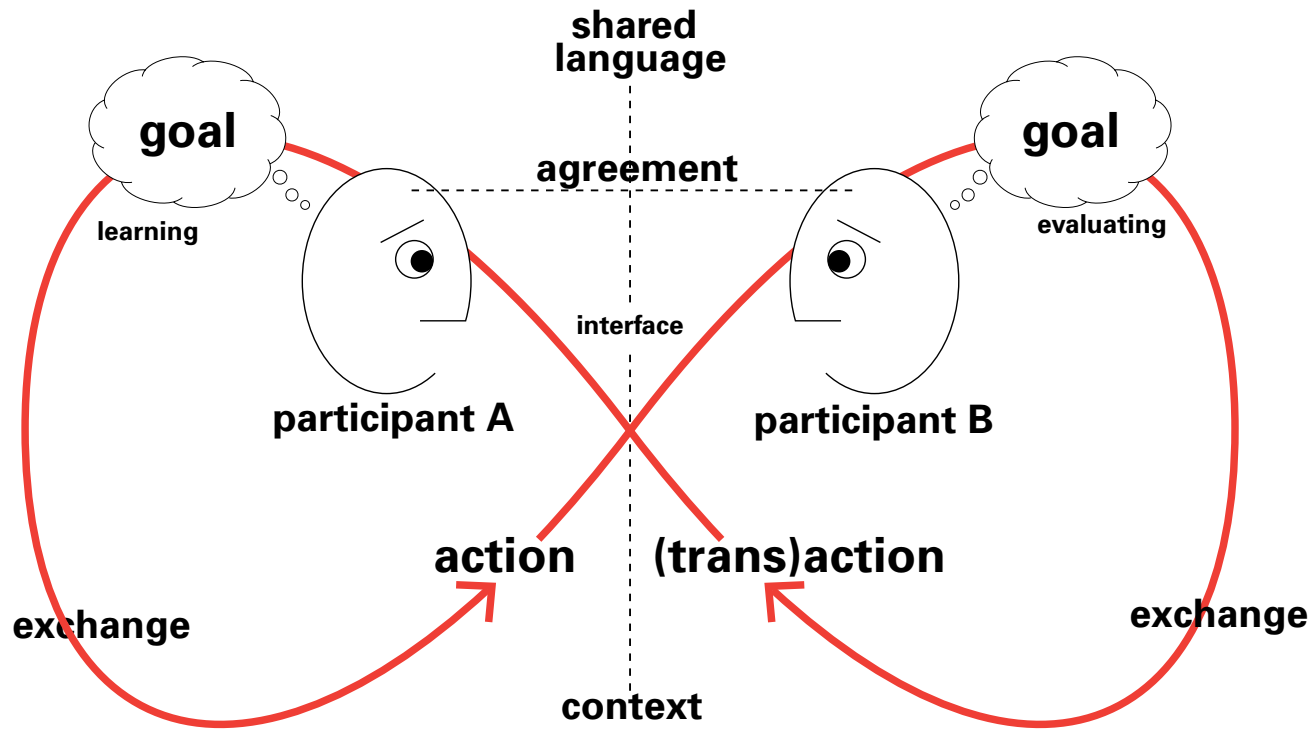 shared
language
goal
goal
agreement
learning
evaluating
interface
participant A
participant B
action
(trans)action
exchange
exchange
context